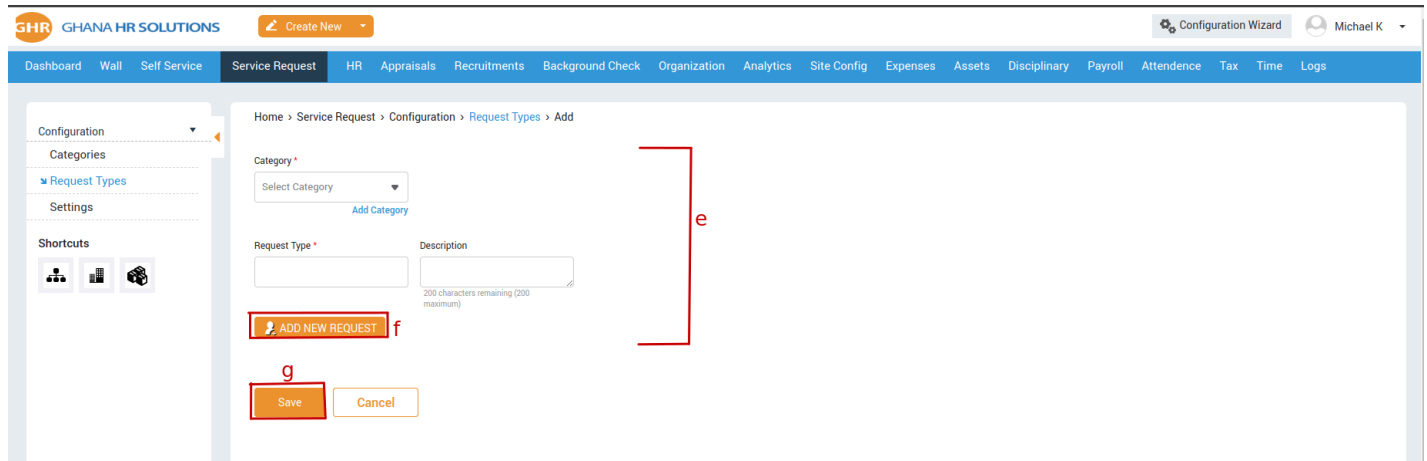 GHR GHANA HR SOLUTIONS Create New Configuration Wizard Michael K
Dashboard Wall Self Service Service Request HR Appraisals Recruitments Background Check Organization Analytics Site Config Expenses Assets Disciplinary Payroll Attendence Tax Time Logs
Home › Service Request › Configuration › Request Types › Add
Configuration
Categories
Request Types
Settings
Shortcuts
Category *
Select Category
Add Category
e
Request Type * Description
200 characters remaining (200
maximum)
ADD NEW REQUEST f
g
Save Cancel